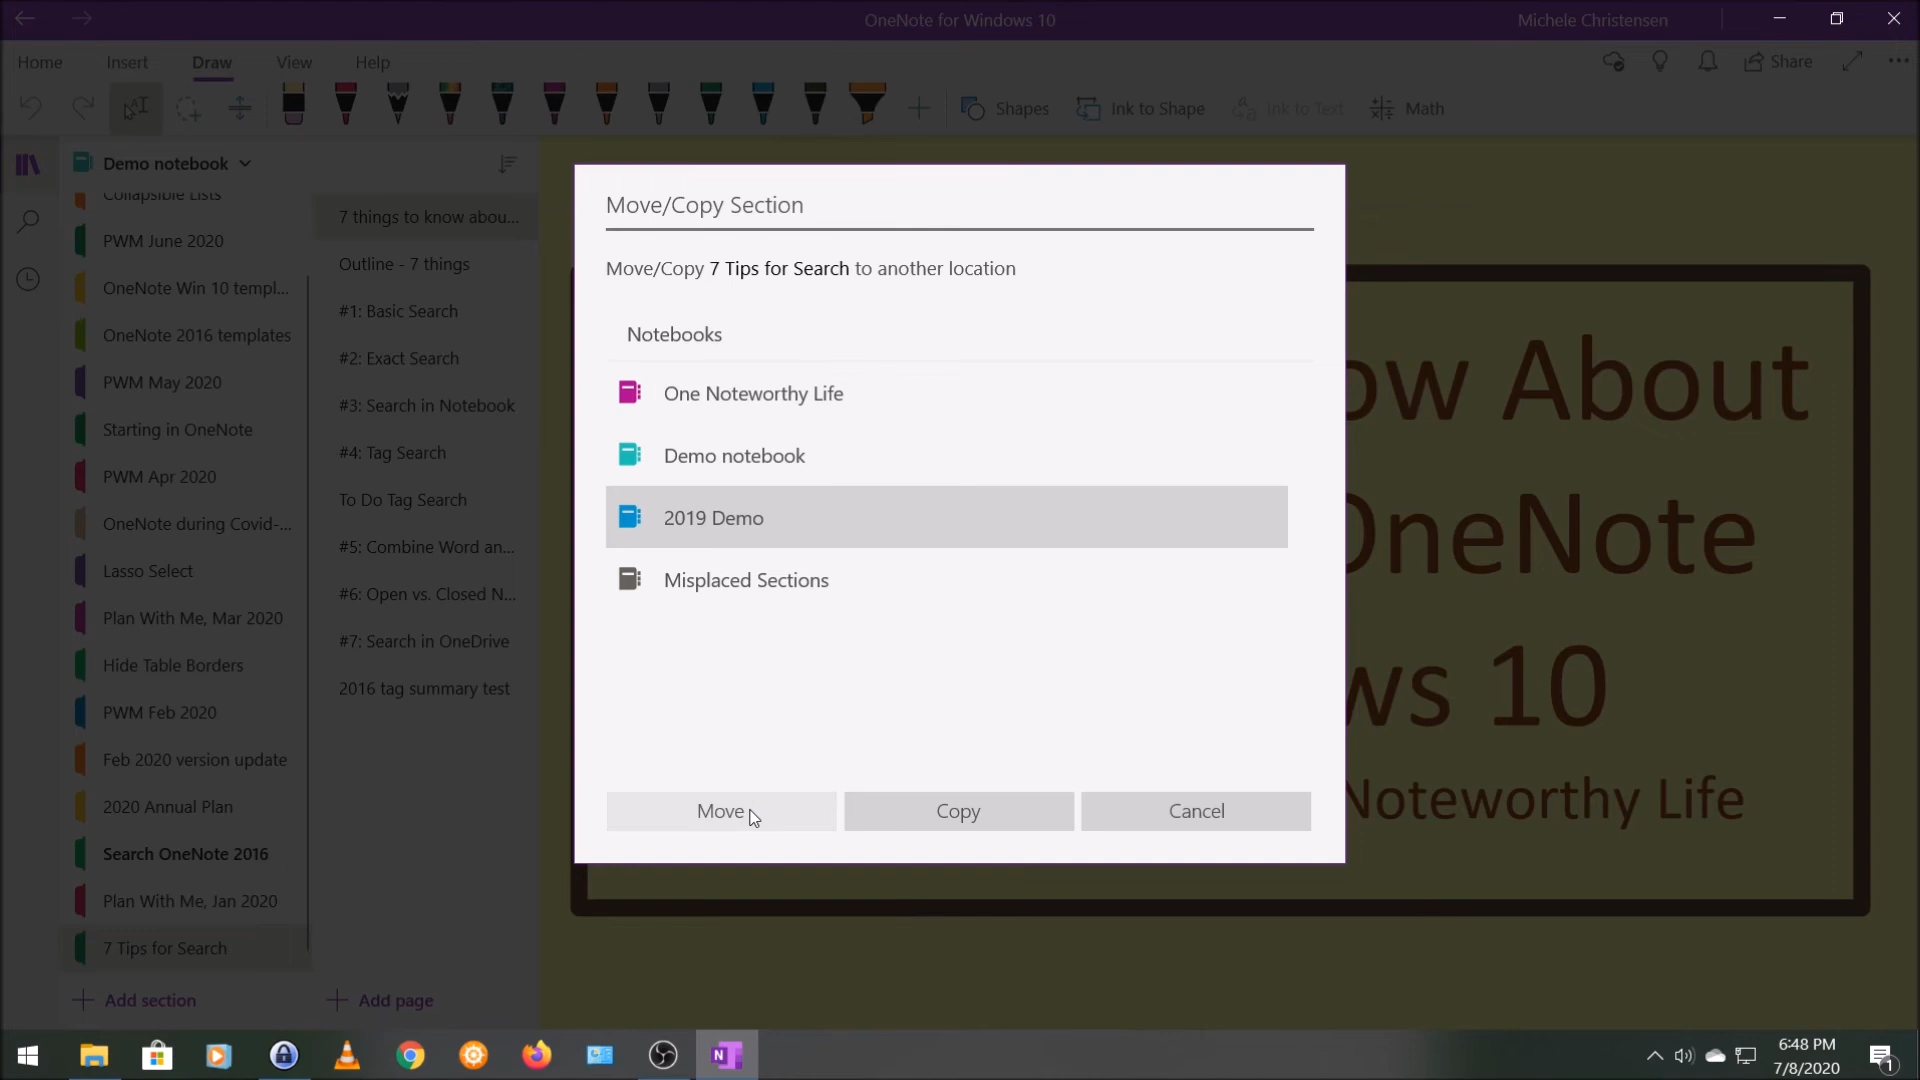 OneNote for Windows 10
Michele Christensen
Home Insert Draw View Help
Share
Shapes
Ink to Shape
Ink to Text
Math
Demo notebook
Collapsible Lists
PWM June 2020
OneNote Win 10 templ...
OneNote 2016 templates
PWM May 2020
Starting in OneNote
PWM Apr 2020
OneNote during Covid-...
Lasso Select
Plan With Me, Mar 2020
Hide Table Borders
PWM Feb 2020
Feb 2020 version update
2020 Annual Plan
Search OneNote 2016
Plan With Me, Jan 2020
7 Tips for Search
Add section
7 things to know abou...
Outline - 7 things
#1: Basic Search
#2: Exact Search
#3: Search in Notebook
#4: Tag Search
To Do Tag Search
#5: Combine Word an...
#6: Open vs. Closed N...
#7: Search in OneDrive
2016 tag summary test
Add page
Move/Copy Section
Move/Copy 7 Tips for Search to another location
Notebooks
One Noteworthy Life
Demo notebook
2019 Demo
Misplaced Sections
Move
Copy
Cancel
ow About
OneNote
ws 10
Noteworthy Life
6:48 PM
7/8/2020
1